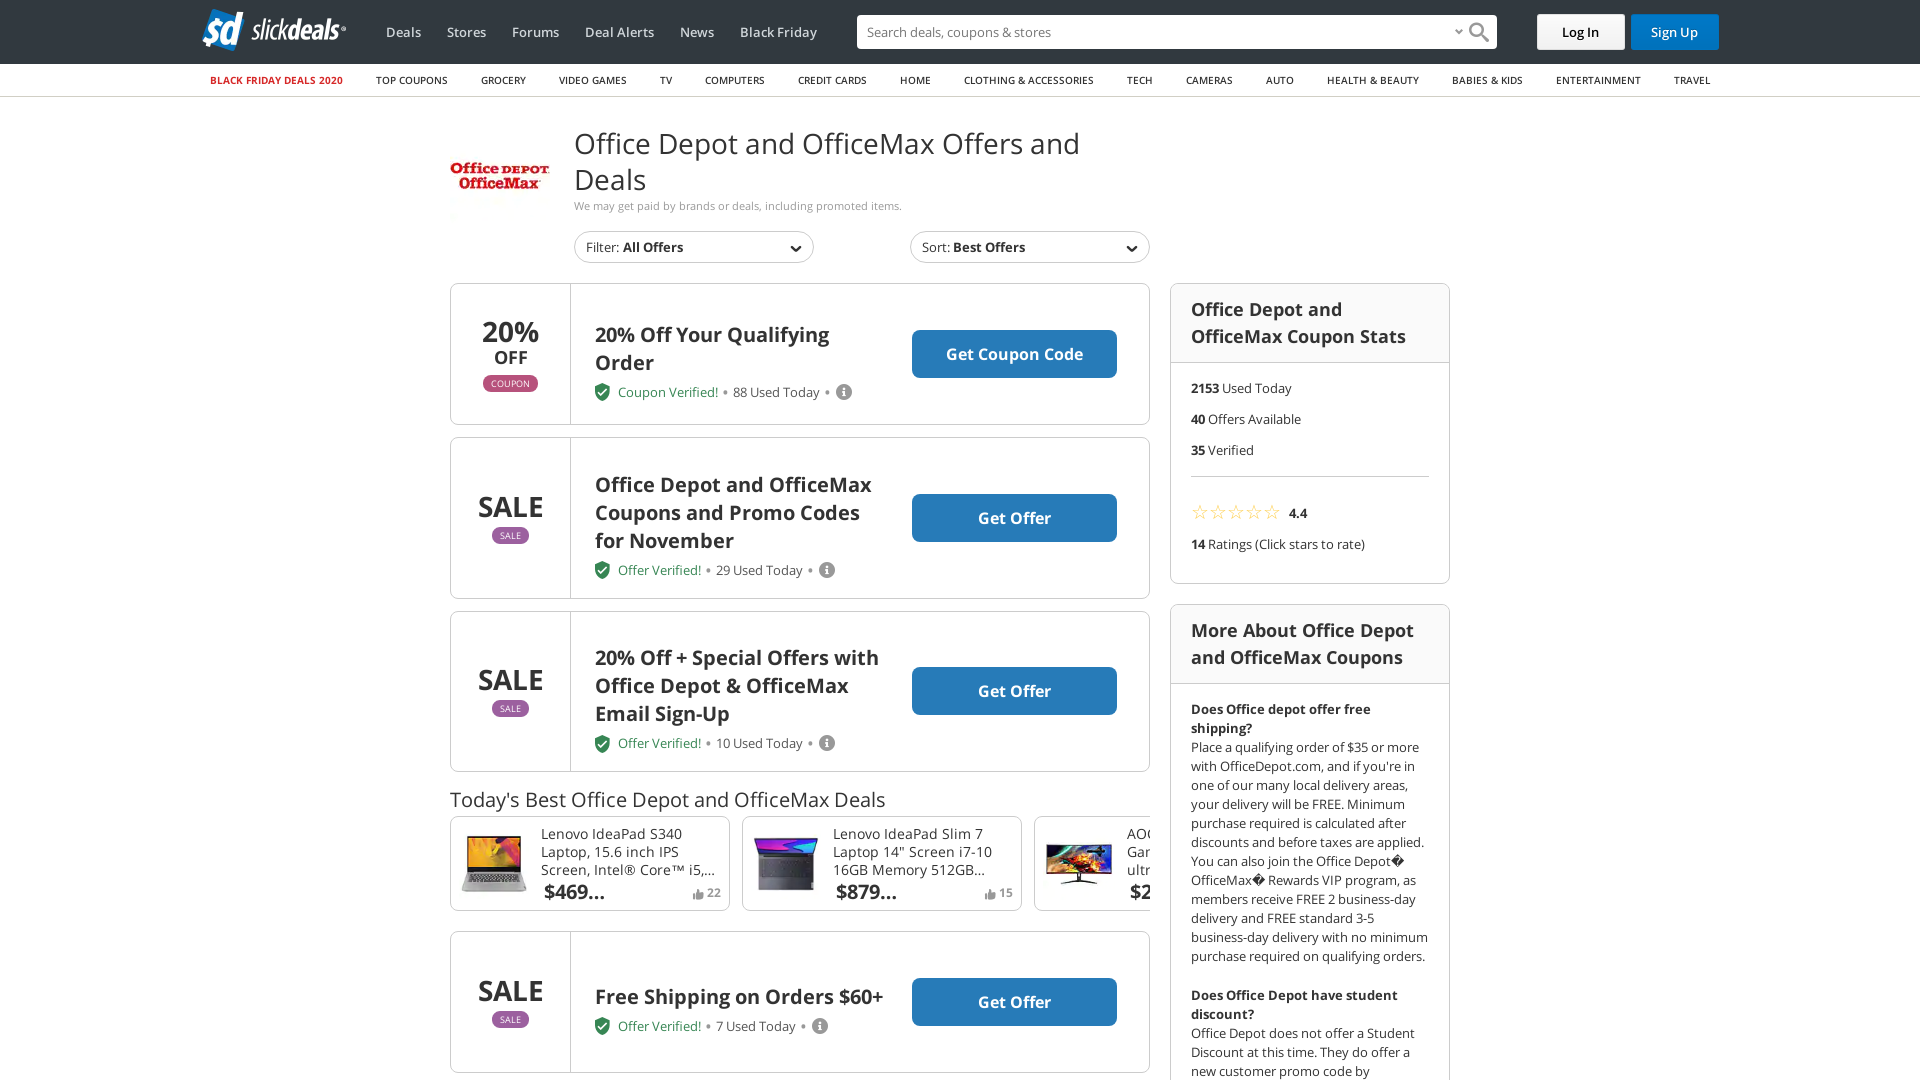 sd slickdeals
Deals
Stores
Forums
Deal Alerts
News
Black Friday
Search deals, coupons & stores
Log In
Sign Up
BLACK FRIDAY DEALS 2020
TOP COUPONS
GROCERY
VIDEO GAMES
TV
COMPUTERS
CREDIT CARDS
HOME
CLOTHING & ACCESSORIES
TECH
CAMERAS
AUTO
HEALTH & BEAUTY
BABIES & KIDS
ENTERTAINMENT
TRAVEL
Office DEPOT
OfficeMax
Office Depot and OfficeMax Offers and
Deals
We may get paid by brands or deals, including promoted items.
Filter: All Offers
Sort: Best Offers
20%
OFF
COUPON
20% Off Your Qualifying
Order
Coupon Verified! • 88 Used Today •
Get Coupon Code
SALE
SALE
Office Depot and OfficeMax
Coupons and Promo Codes
for November
Offer Verified! • 29 Used Today •
Get Offer
SALE
SALE
20% Off + Special Offers with
Office Depot & OfficeMax
Email Sign-Up
Offer Verified! • 10 Used Today •
Get Offer
Today's Best Office Depot and OfficeMax Deals
Lenovo IdeaPad S340
Laptop, 15.6 inch IPS
Screen, Intel® Core™ i5,...
$469...
22
Lenovo IdeaPad Slim 7
Laptop 14" Screen i7-10
16GB Memory 512GB...
$879...
15
AOC
Gar
ultr
$2
SALE
SALE
Free Shipping on Orders $60+
Offer Verified! • 7 Used Today •
Get Offer
Office Depot and
OfficeMax Coupon Stats
2153 Used Today
40 Offers Available
35 Verified
☆☆☆☆☆ 4.4
14 Ratings (Click stars to rate)
More About Office Depot
and OfficeMax Coupons
Does Office depot offer free
shipping?
Place a qualifying order of $35 or more
with OfficeDepot.com, and if you're in
one of our many local delivery areas,
your delivery will be FREE. Minimum
purchase required is calculated after
discounts and before taxes are applied.
You can also join the Office Depot�
OfficeMax� Rewards VIP program, as
members receive FREE 2 business-day
delivery and FREE standard 3-5
business-day delivery with no minimum
purchase required on qualifying orders.
Does Office Depot have student
discount?
Office Depot does not offer a Student
Discount at this time. They do offer a
new customer promo code by